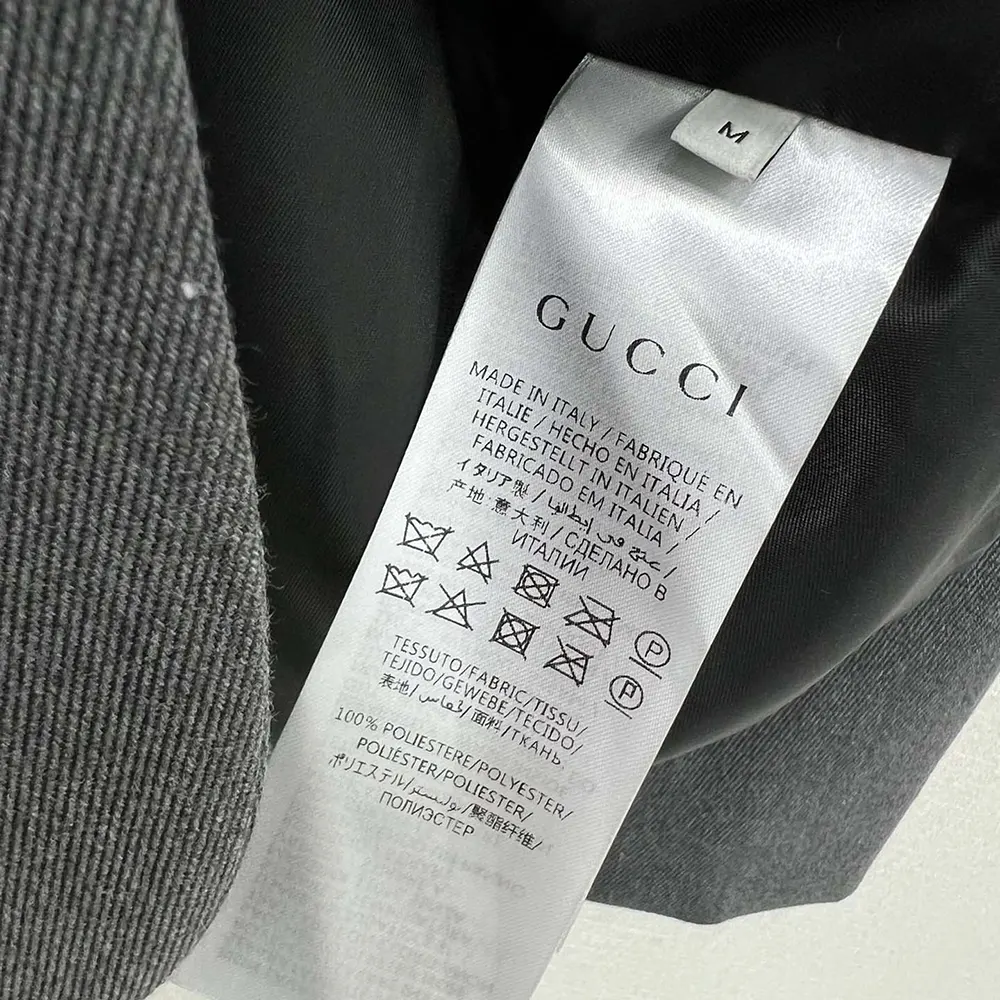 M
GUCCI
MADE IN ITALY / FABRIQUÉ EN
ITALIE / HECHO EN ITALIA /
HERGESTELLT IN ITALIEN /
FABRICADO EM ITALIA /
イタリア製 / صنع في إيطاليا /
产地: 意大利 / СДЕЛАНО В
ИТАЛИИ
P
P
TESSUTO/FABRIC/TISSU/
TEJIDO/GEWEBE/TECIDO/
表地/قماش/面料/ТКАНЬ
100% POLIESTERE/POLYESTER/
POLIÉSTER/POLIESTER/
ポリエステル/بوليستر/聚酯纤维/
ПОЛИЭСТЕР